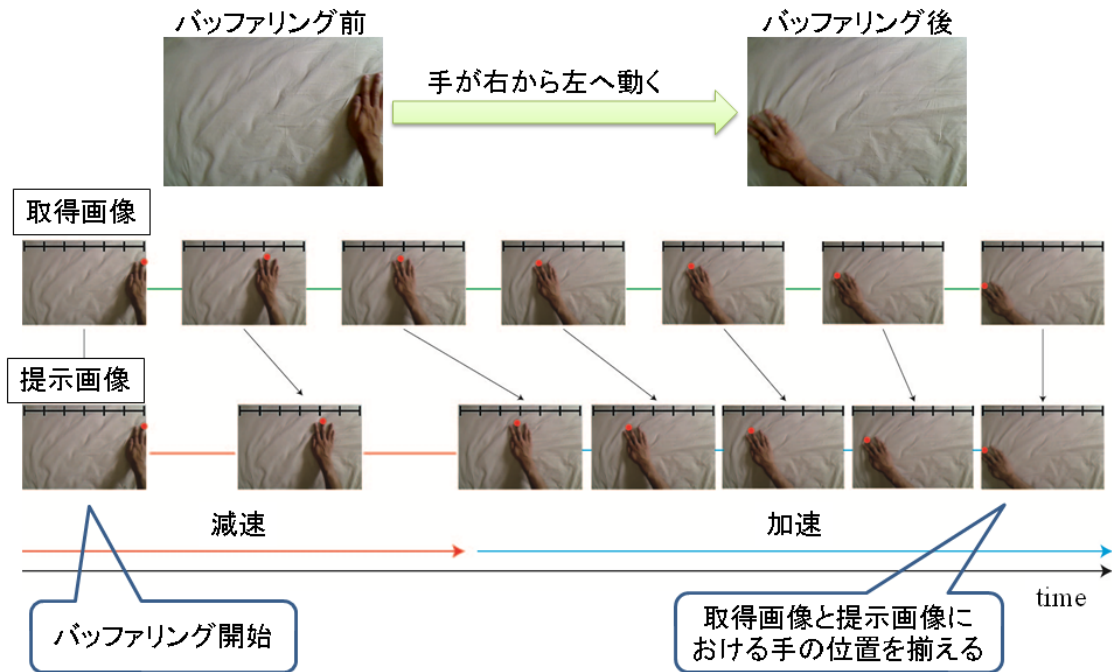 バッファリング前
バッファリング後
手が右から左へ動く
取得画像
提示画像
減速
加速
time
バッファリング開始
取得画像と提示画像に
おける手の位置を揃える